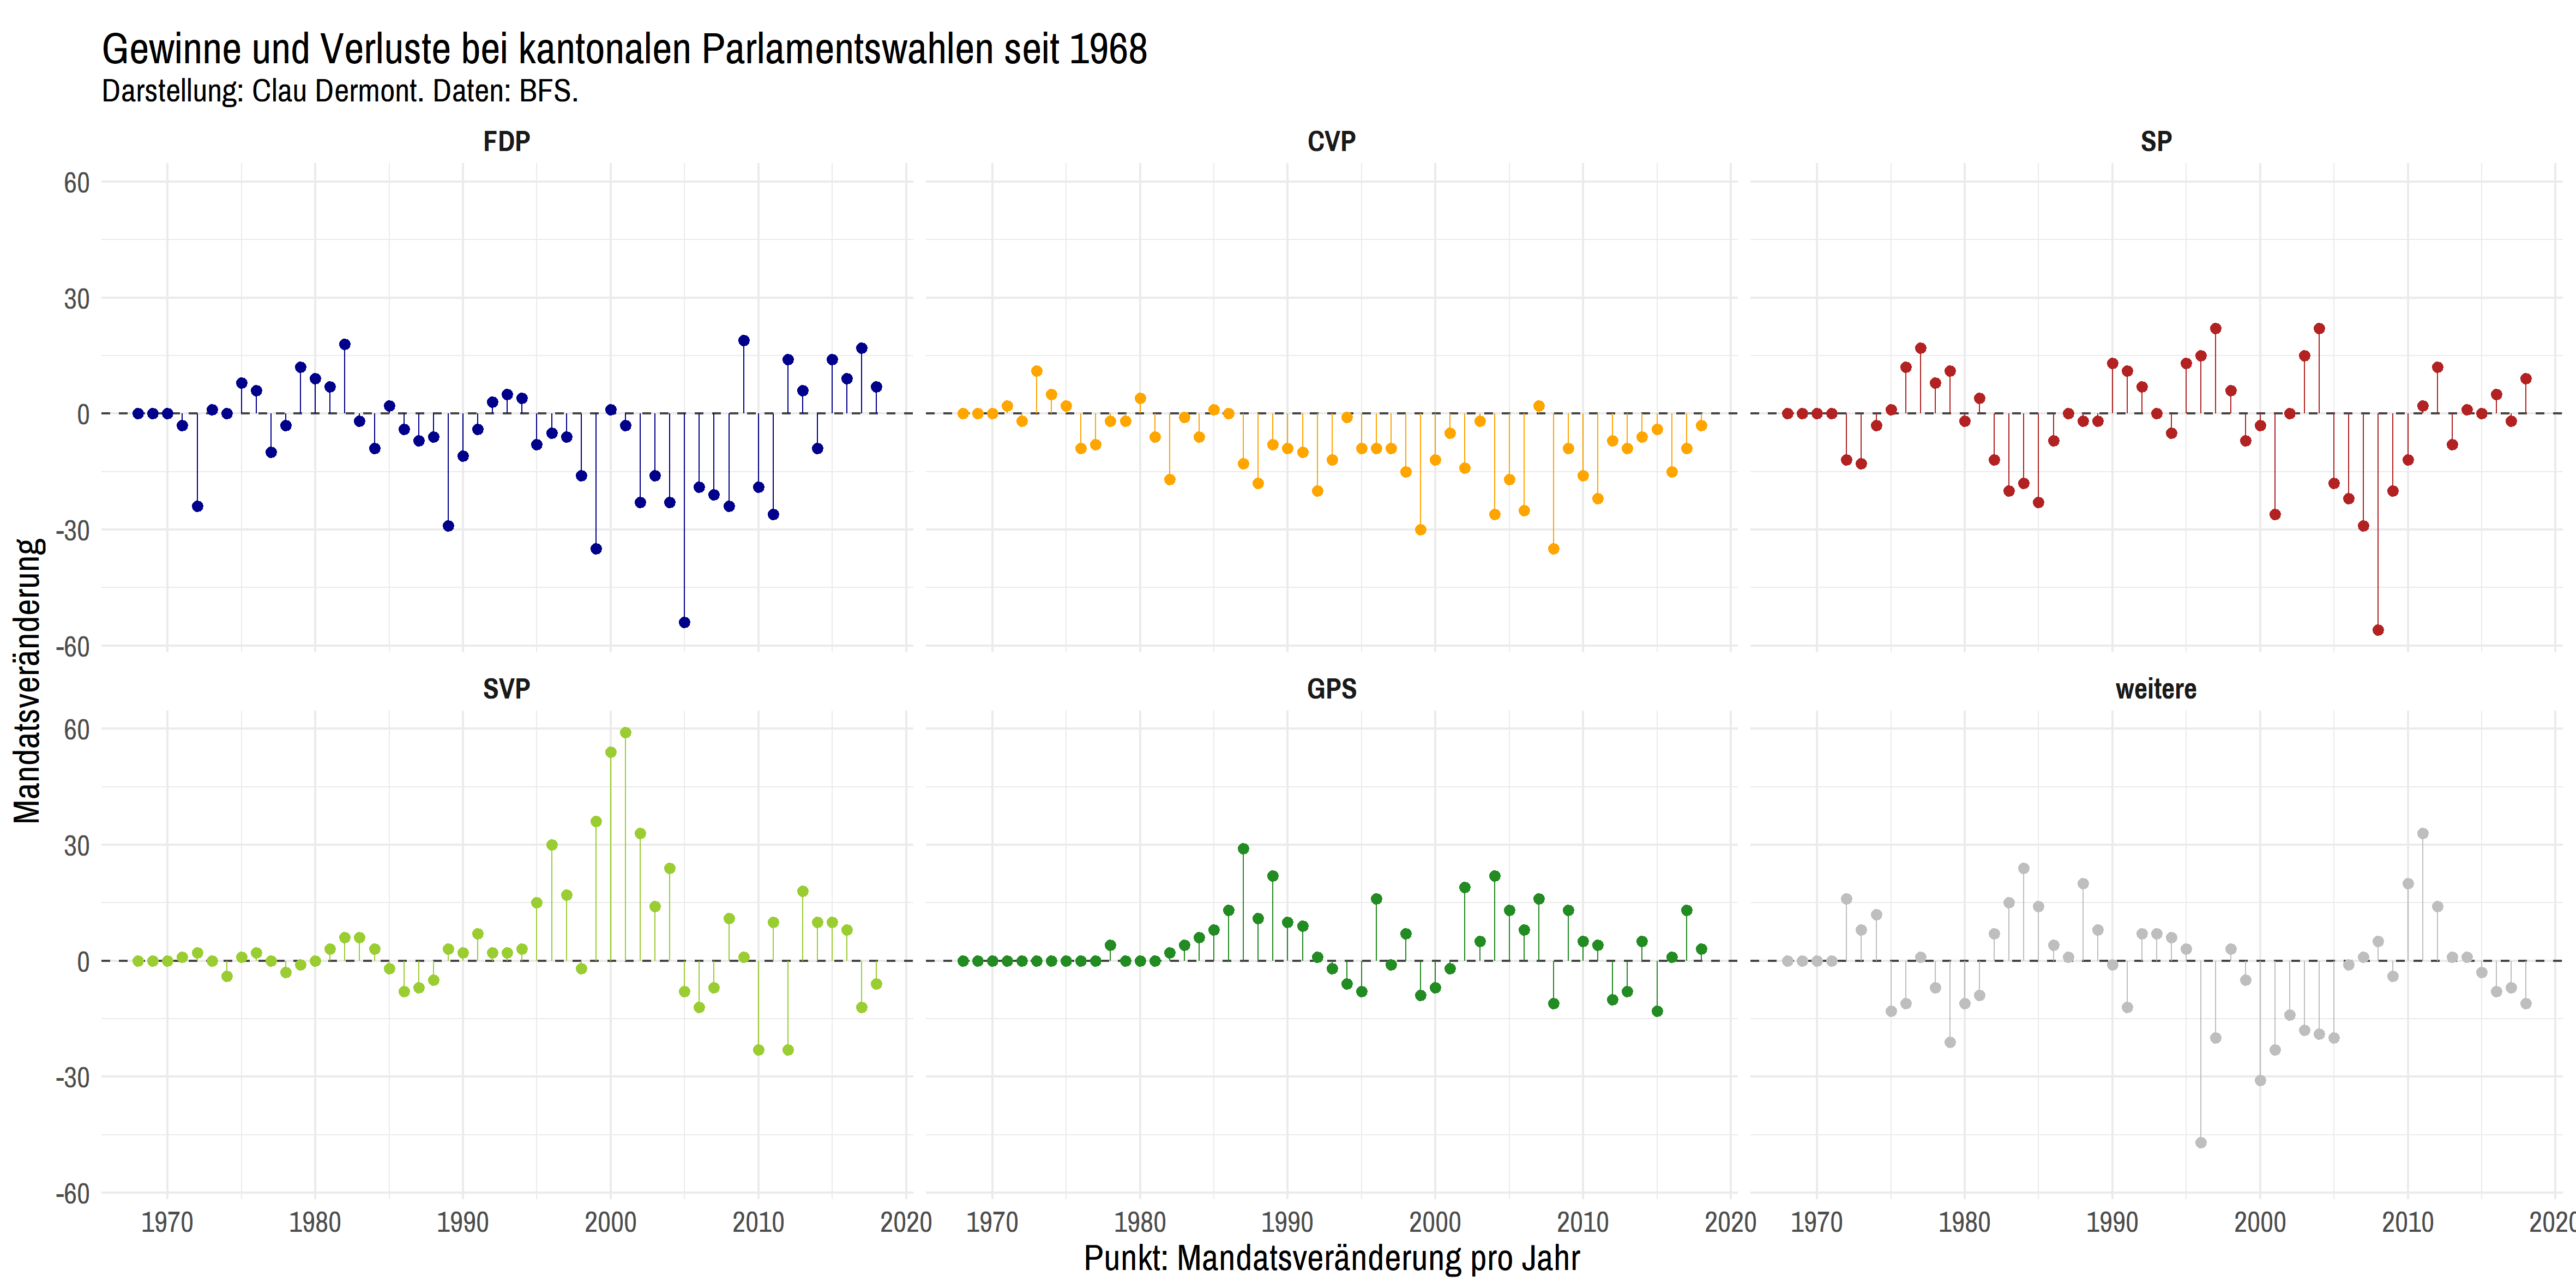 Gewinne und Verluste bei kantonalen Parlamentswahlen seit 1968
Darstellung: Clau Dermont. Daten: BFS.
FDP
CVP
SP
60
30
0
-30
-60
Mandatsveränderung
SVP
GPS
weitere
60
30
0
-30
-60
1970 1980 1990 2000 2010 2020 1970 1980 1990 2000 2010 2020 1970 1980 1990 2000 2010 2020
Punkt: Mandatsveränderung pro Jahr